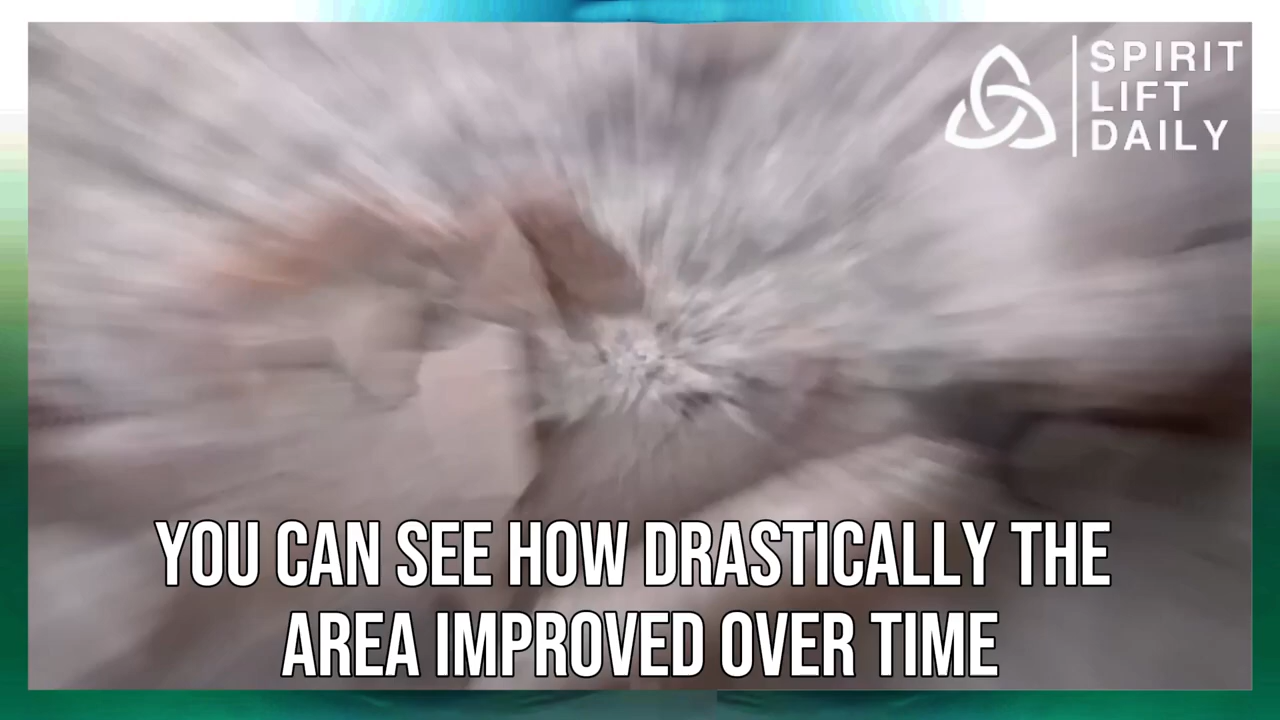 SPIRIT
LIFT
DAILY
YOU CAN SEE HOW DRASTICALLY THE
AREA IMPROVED OVER TIME